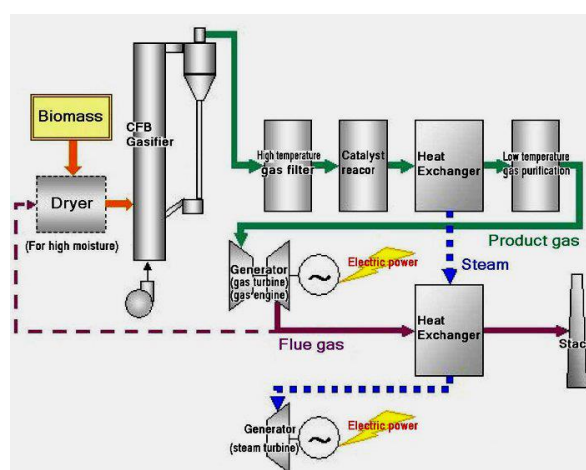 Biomass
CFB
Gasifier
Dryer
(For high moisture)
High temperature
gas filter
Catalyst
reacor
Heat
Exchanger
Low temperature
gas purification
Product gas
Steam
Generator
(gas turbine)
(gas engine)
~
Electric power
Flue gas
Heat
Exchanger
Stac
Generator
(steam turbine)
~
Electric power